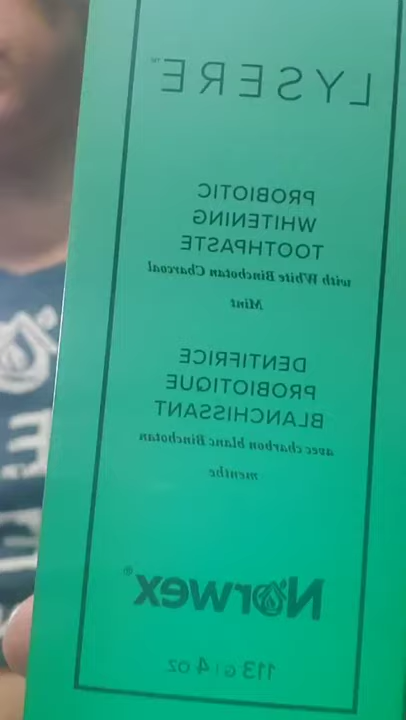 LYSERE™
PROBIOTIC
WHITENING
TOOTHPASTE
with White Binchotan Charcoal
Mint
DENTIFRICE
PROBIOTIQUE
BLANCHISSANT
avec charbon blanc Binchotan
menthe
Norwex®
113 G | 4 OZ